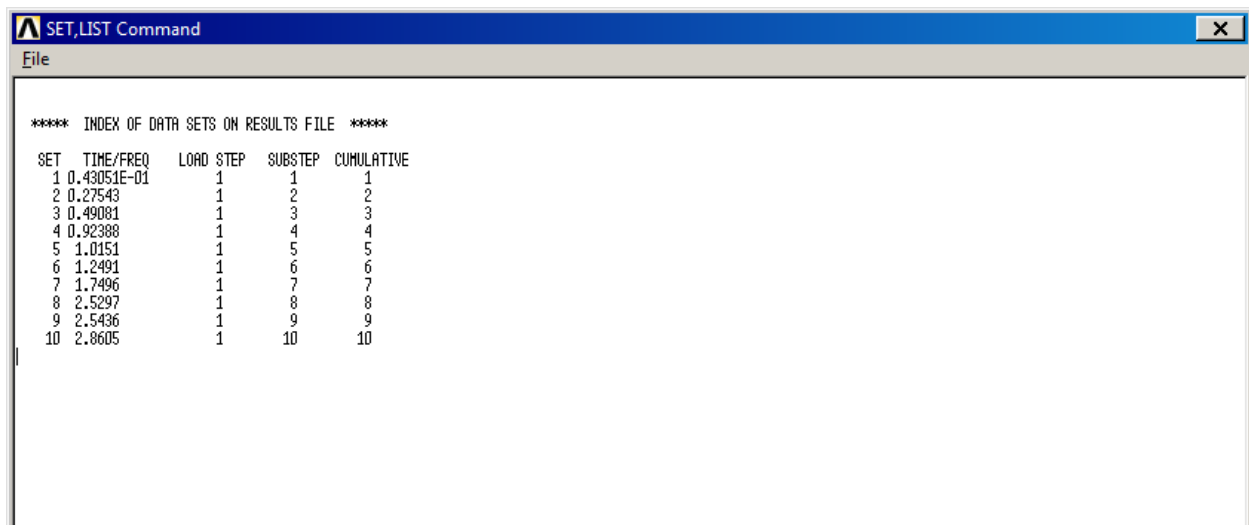 SET,LIST Command
File
***** INDEX OF DATA SETS ON RESULTS FILE *****
SET TIME/FREQ LOAD STEP SUBSTEP CUMULATIVE
1 0.43051E-01 1 1 1
2 0.27543 1 2 2
3 0.49081 1 3 3
4 0.92388 1 4 4
5 1.0151 1 5 5
6 1.2491 1 6 6
7 1.7496 1 7 7
8 2.5297 1 8 8
9 2.5436 1 9 9
10 2.8605 1 10 10